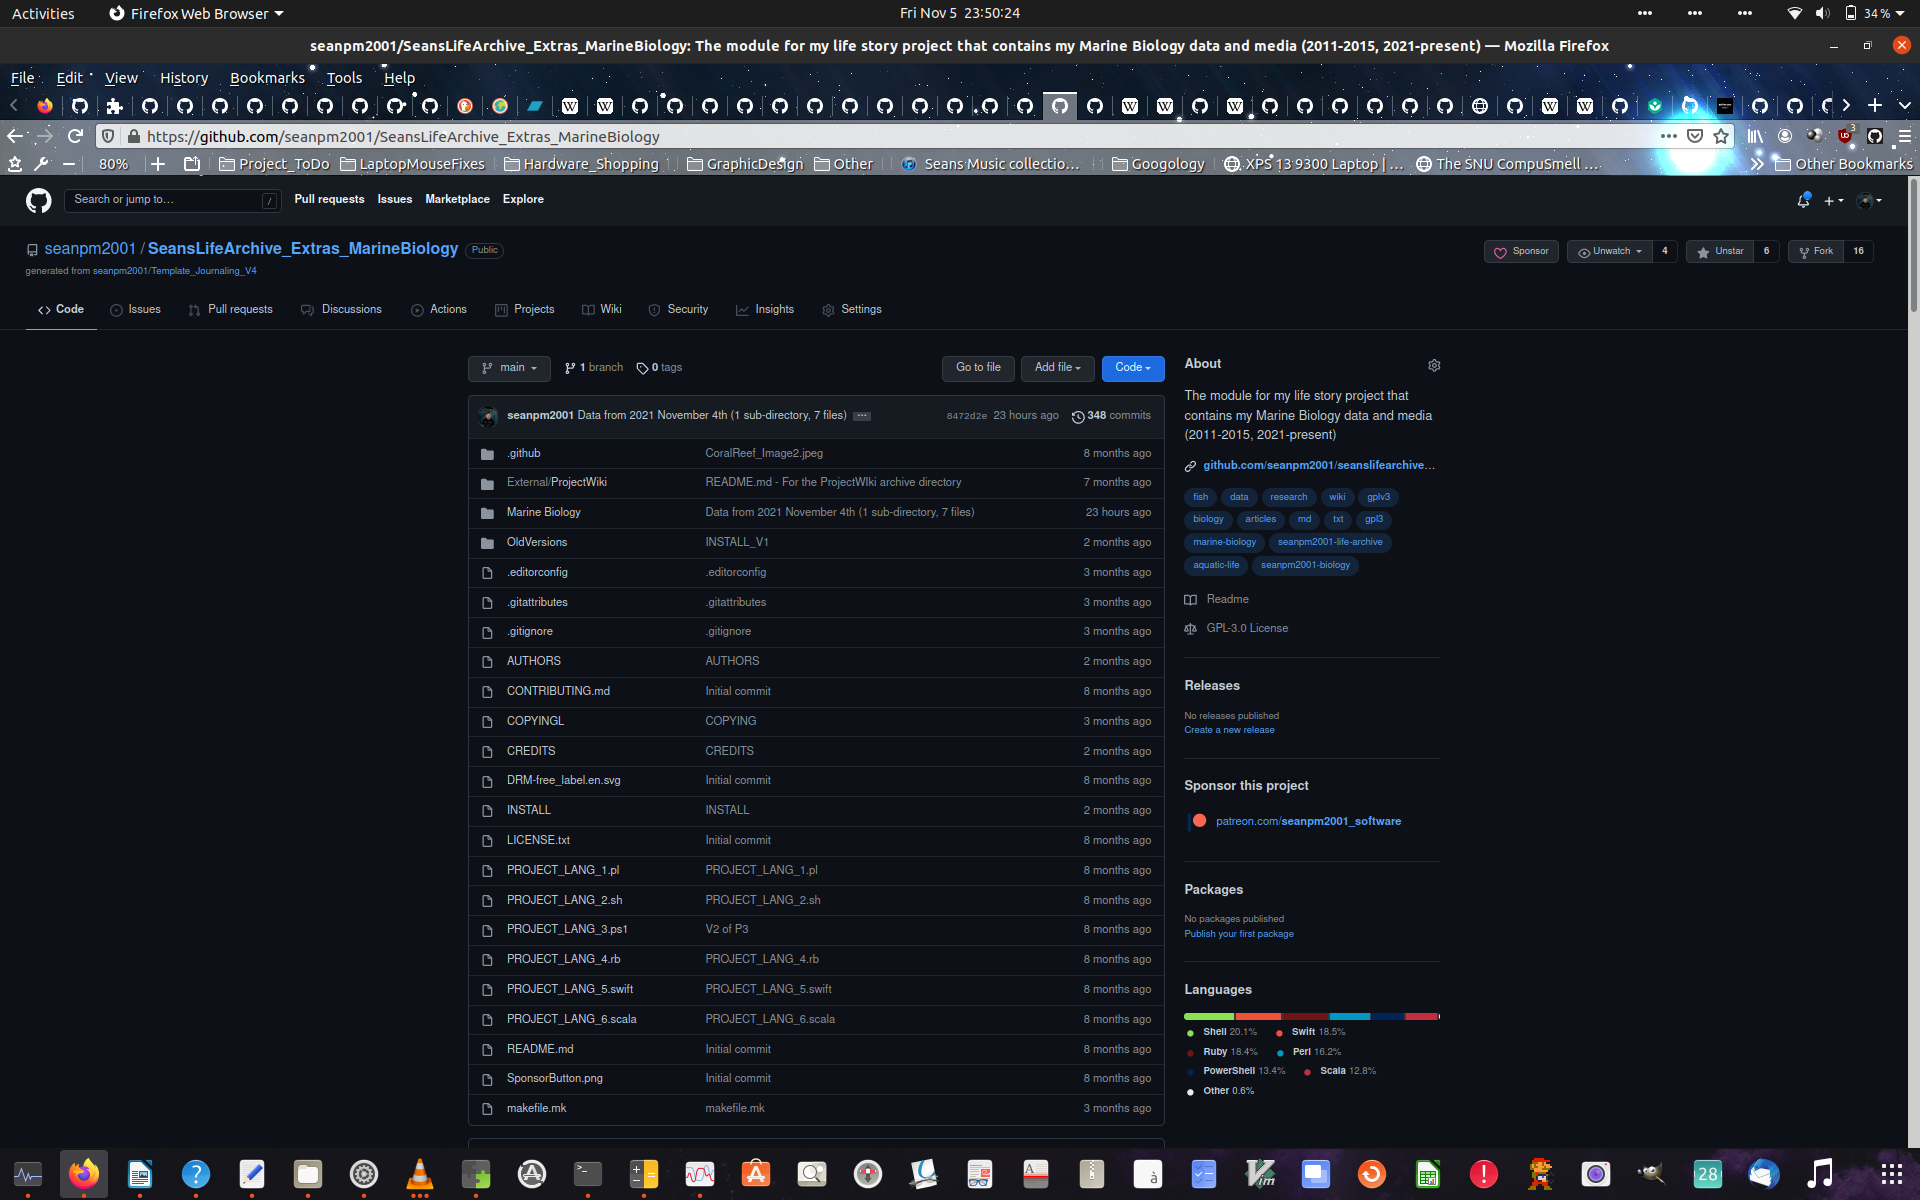 Activities Firefox Web Browser Fri Nov 5 23:50:24 34 %
seanpm2001/SeansLifeArchive_Extras_MarineBiology: The module for my life story project that contains my Marine Biology data and media (2011-2015, 2021-present) — Mozilla Firefox
File Edit View History Bookmarks Tools Help
https://github.com/seanpm2001/SeansLifeArchive_Extras_MarineBiology 3
80% Project_ToDo LaptopMouseFixes Hardware_Shopping GraphicDesign Other Seans Music collectio… Googology XPS 13 9300 Laptop | … The SNU CompuSmell … Other Bookmarks
Search or jump to… / Pull requests Issues Marketplace Explore
seanpm2001 / SeansLifeArchive_Extras_MarineBiology Public Sponsor Unwatch 4 Unstar 6 Fork 16
generated from seanpm2001/Template_Journaling_V4
Code Issues Pull requests Discussions Actions Projects Wiki Security Insights Settings
main 1 branch 0 tags Go to file Add file Code
seanpm2001 Data from 2021 November 4th (1 sub-directory, 7 files) 8472d2e 23 hours ago 348 commits
.github CoralReef_Image2.jpeg 8 months ago
External/ProjectWiki README.md - For the ProjectWIki archive directory 7 months ago
Marine Biology Data from 2021 November 4th (1 sub-directory, 7 files) 23 hours ago
OldVersions INSTALL_V1 2 months ago
.editorconfig .editorconfig 3 months ago
.gitattributes .gitattributes 3 months ago
.gitignore .gitignore 3 months ago
AUTHORS AUTHORS 2 months ago
CONTRIBUTING.md Initial commit 8 months ago
COPYINGL COPYING 3 months ago
CREDITS CREDITS 2 months ago
DRM-free_label.en.svg Initial commit 8 months ago
INSTALL INSTALL 2 months ago
LICENSE.txt Initial commit 8 months ago
PROJECT_LANG_1.pl PROJECT_LANG_1.pl 8 months ago
PROJECT_LANG_2.sh PROJECT_LANG_2.sh 8 months ago
PROJECT_LANG_3.ps1 V2 of P3 8 months ago
PROJECT_LANG_4.rb PROJECT_LANG_4.rb 8 months ago
PROJECT_LANG_5.swift PROJECT_LANG_5.swift 8 months ago
PROJECT_LANG_6.scala PROJECT_LANG_6.scala 8 months ago
README.md Initial commit 8 months ago
SponsorButton.png Initial commit 8 months ago
makefile.mk makefile.mk 3 months ago
About
The module for my life story project that
contains my Marine Biology data and media
(2011-2015, 2021-present)
github.com/seanpm2001/seanslifearchive…
fish data research wiki gplv3
biology articles md txt gpl3
marine-biology seanpm2001-life-archive
aquatic-life seanpm2001-biology
Readme
GPL-3.0 License
Releases
No releases published
Create a new release
Sponsor this project
patreon.com/seanpm2001_software
Packages
No packages published
Publish your first package
Languages
Shell 20.1% Swift 18.5%
Ruby 18.4% Perl 16.2%
PowerShell 13.4% Scala 12.8%
Other 0.6%
28